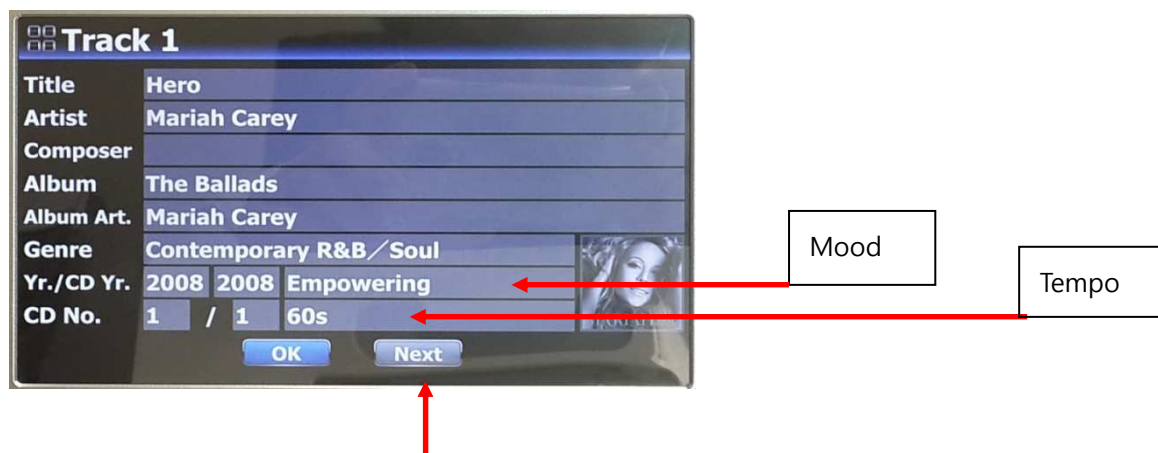 Track 1
Title Hero
Artist Mariah Carey
Composer
Album The Ballads
Album Art. Mariah Carey
Genre Contemporary R&B／Soul
Yr./CD Yr. 2008 2008 Empowering
CD No. 1 / 1 60s
OK Next
Mood
Tempo